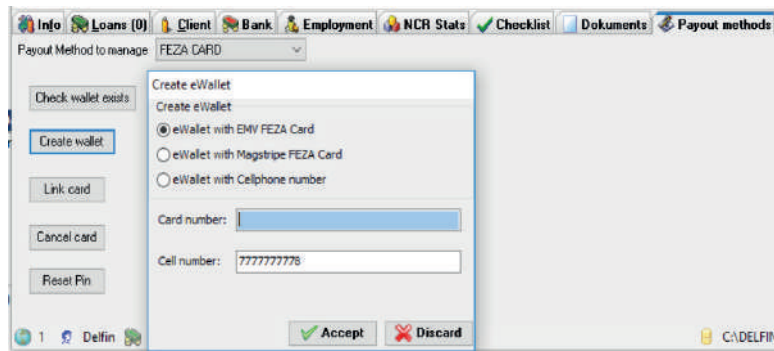 Info Loans (0) Client Bank Employment NCR Stats Checklist Dokuments Payout methods
Payout Method to manage FEZA CARD
Check wallet exists
Create wallet
Link card
Cancel card
Reset Pin
Create eWallet
Create eWallet
eWallet with EMV FEZA Card
eWallet with Magstripe FEZA Card
eWallet with Cellphone number
Card number:
Cell number: 7777777778
Accept Discard
1 Delfin C:\DELFIN